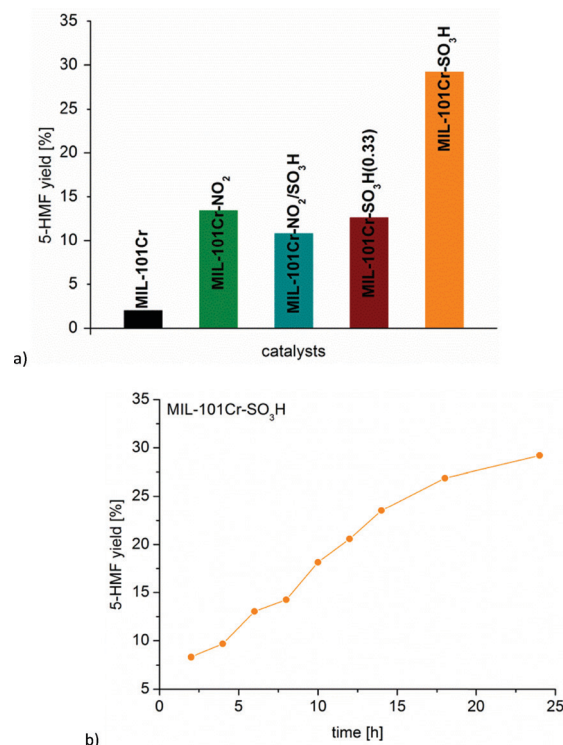 35
30
25
20
15
10
5
0
5-HMF yield [%]
MIL-101Cr
MIL-101Cr-NO₂
MIL-101Cr-NO₂/SO₃H
MIL-101Cr-SO₃H(0.33)
MIL-101Cr-SO₃H
catalysts
a)
MIL-101Cr-SO₃H
35
30
25
20
15
10
5
5-HMF yield [%]
0 5 10 15 20 25
time [h]
b)